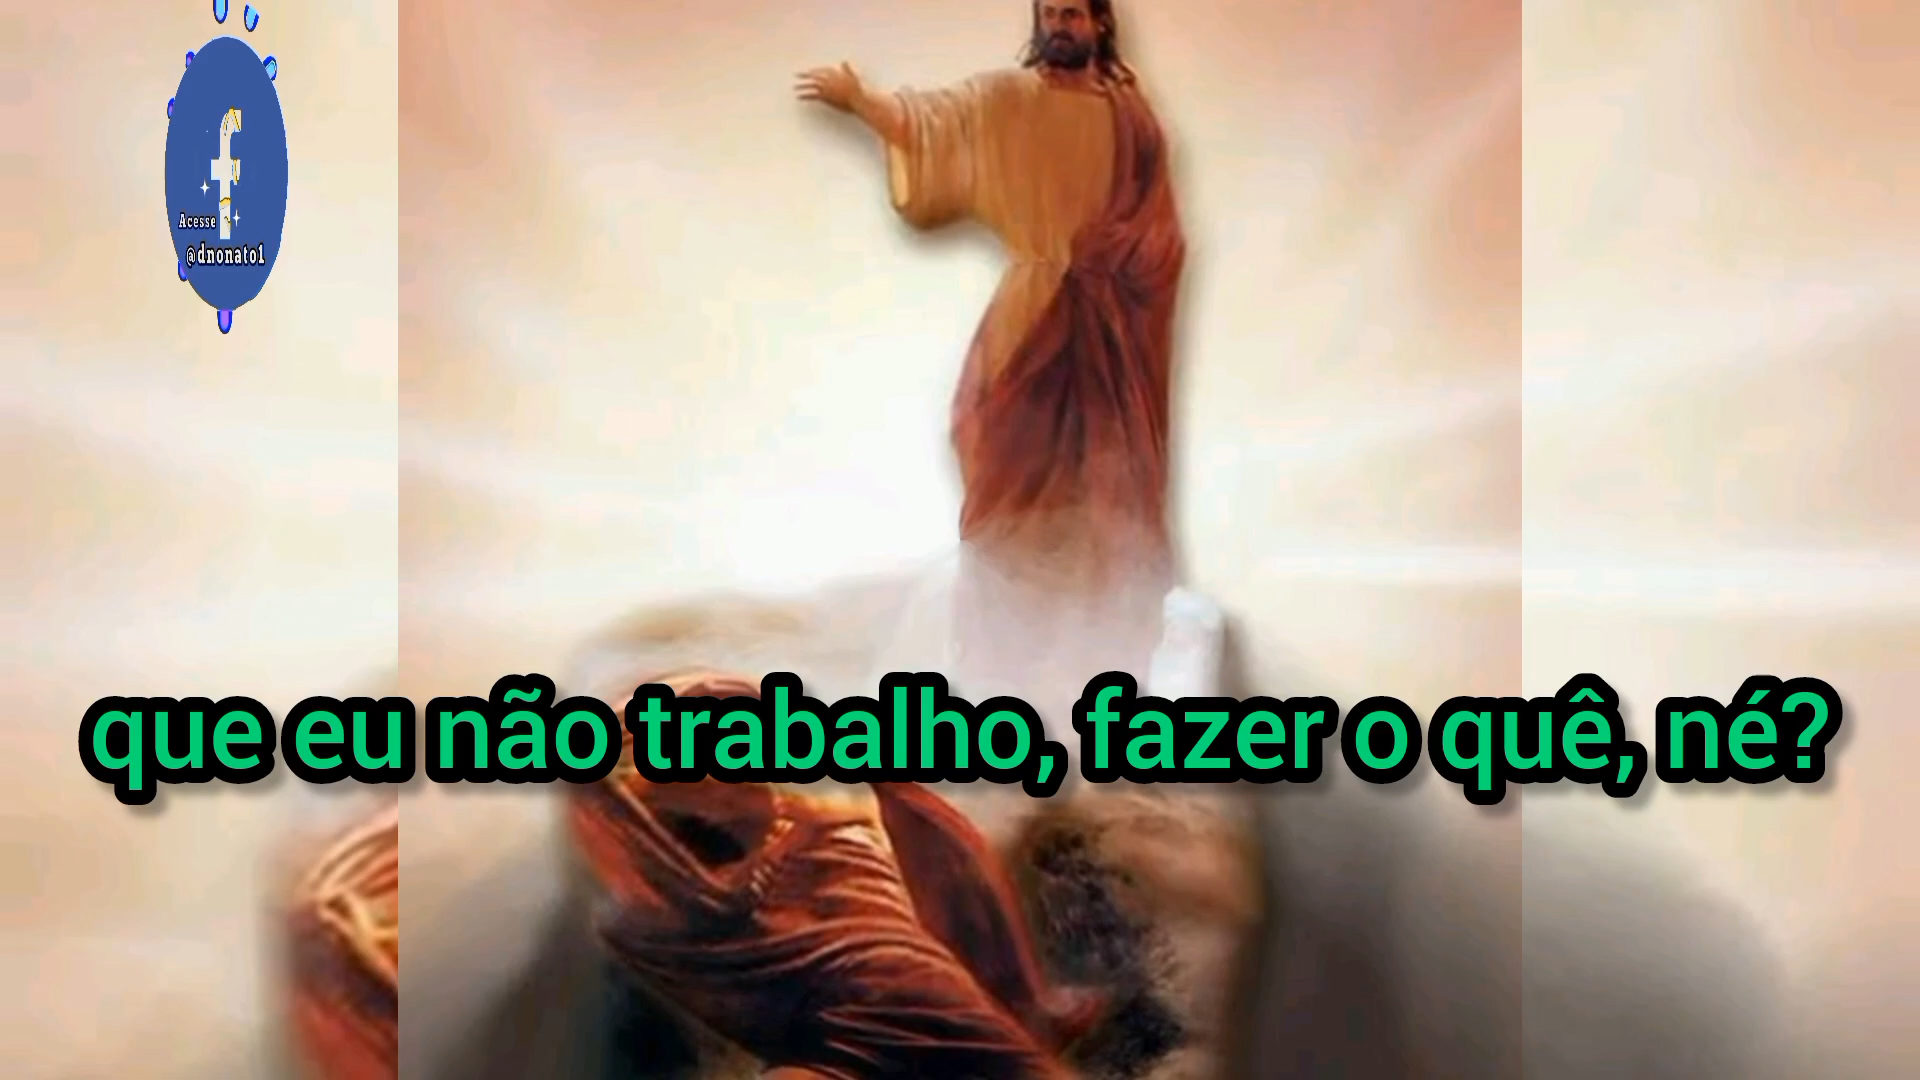 f
Acesse
@dnonato1
que eu não trabalho, fazer o quê, né?